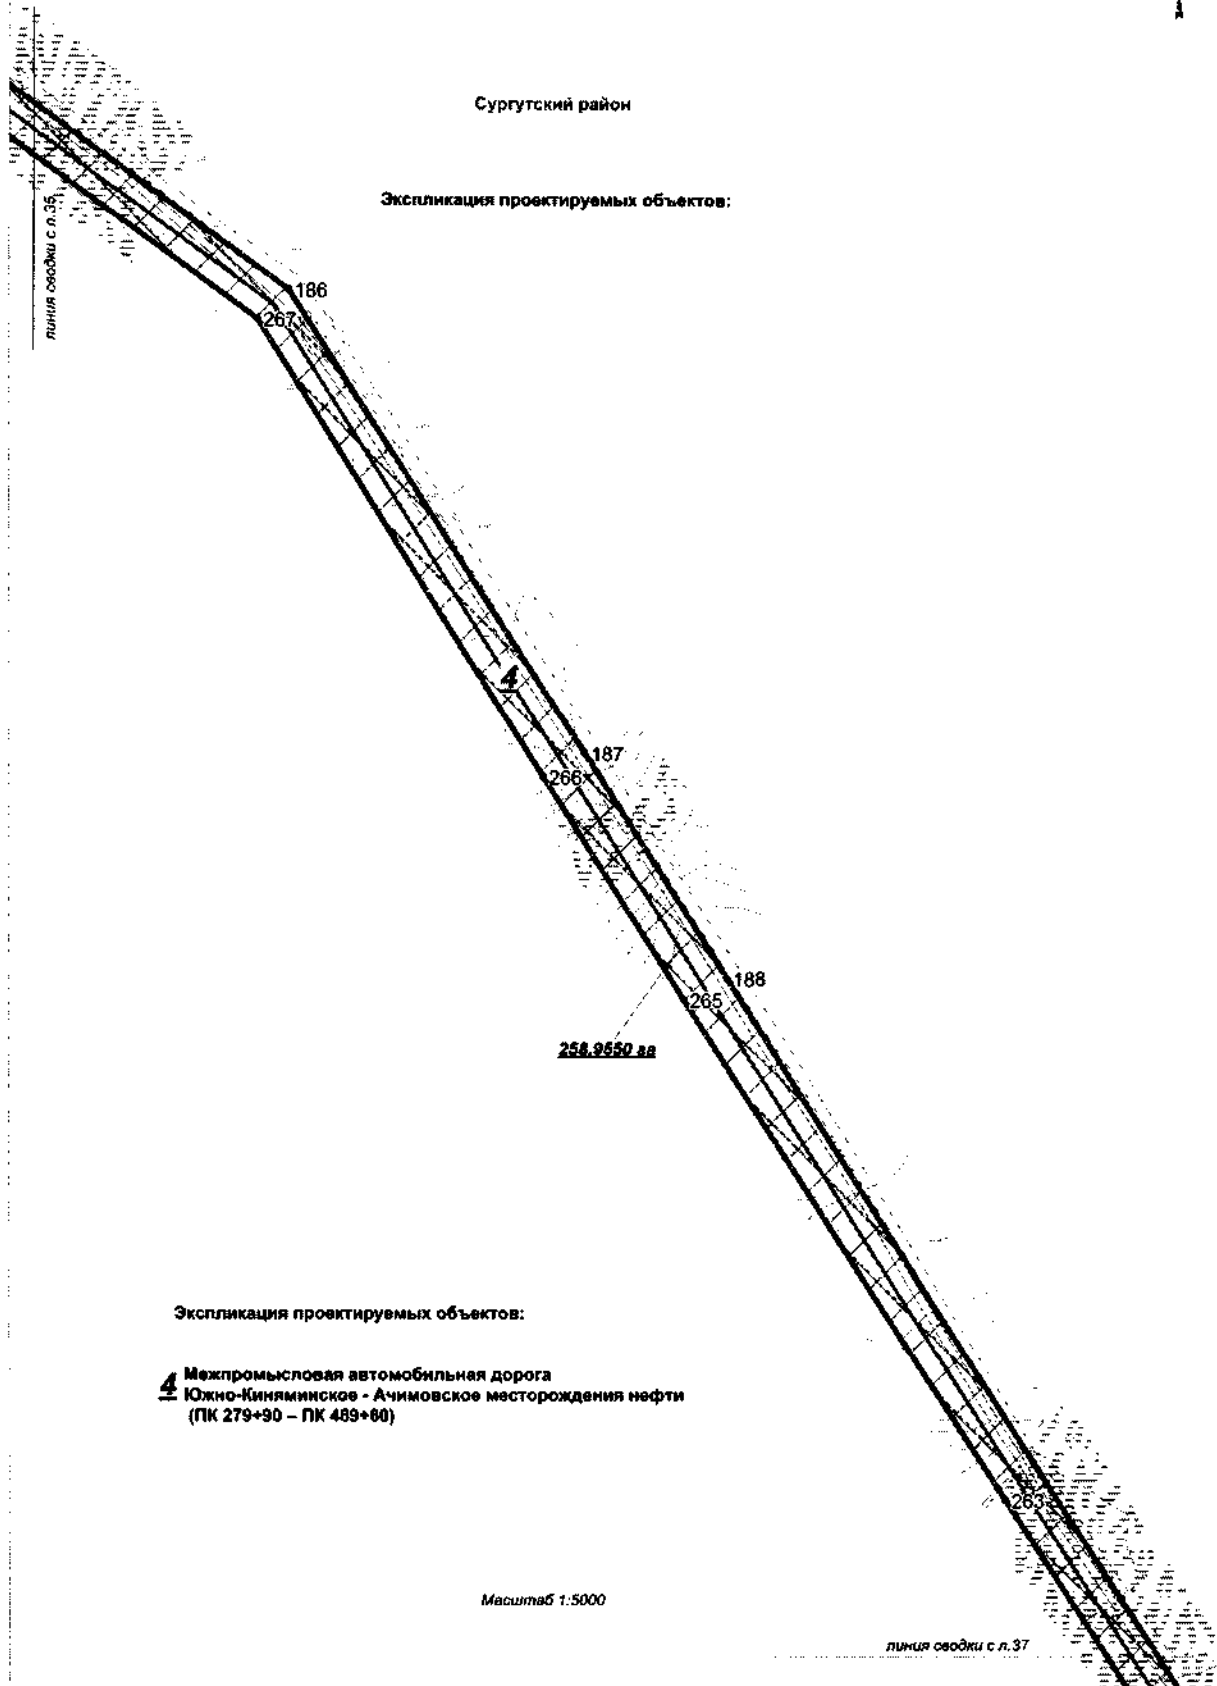 Сургутский район
Экспликация проектируемых объектов:
линия сводки с л.35
186
267
4
187
266
188
265
258.9550 га
Экспликация проектируемых объектов:
4 Межпромысловая автомобильная дорога
Южно-Киняминское - Ачимовское месторождения нефти
(ПК 279+90 – ПК 489+60)
263
Масштаб 1:5000
линия сводки с л.37